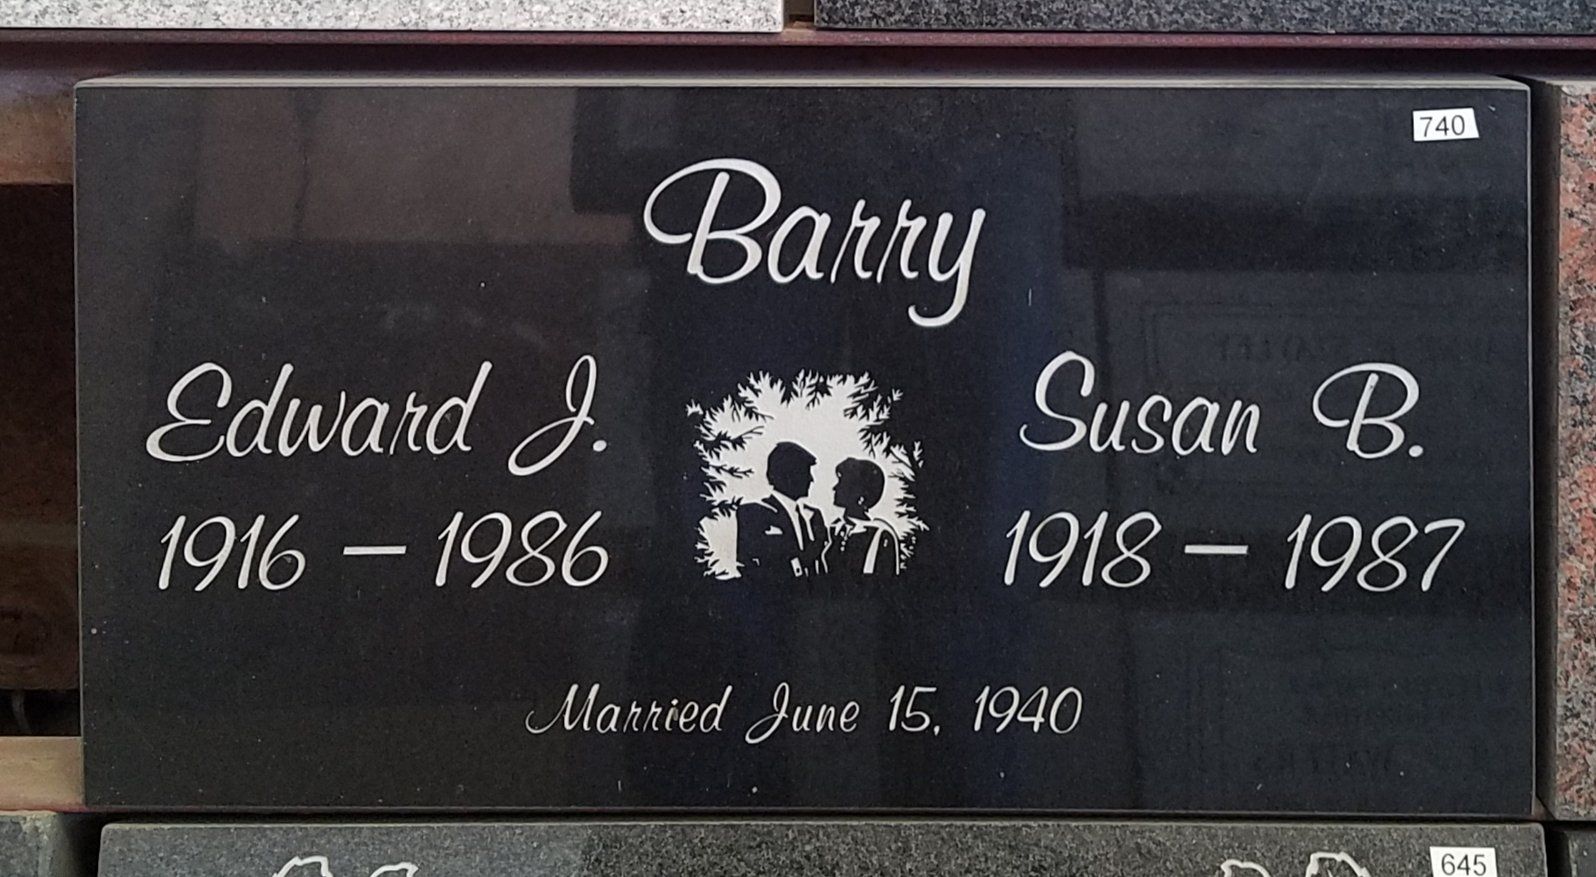 740
Barry
Edward J.
Susan B.
1916 – 1986
1918 – 1987
Married June 15, 1940
645